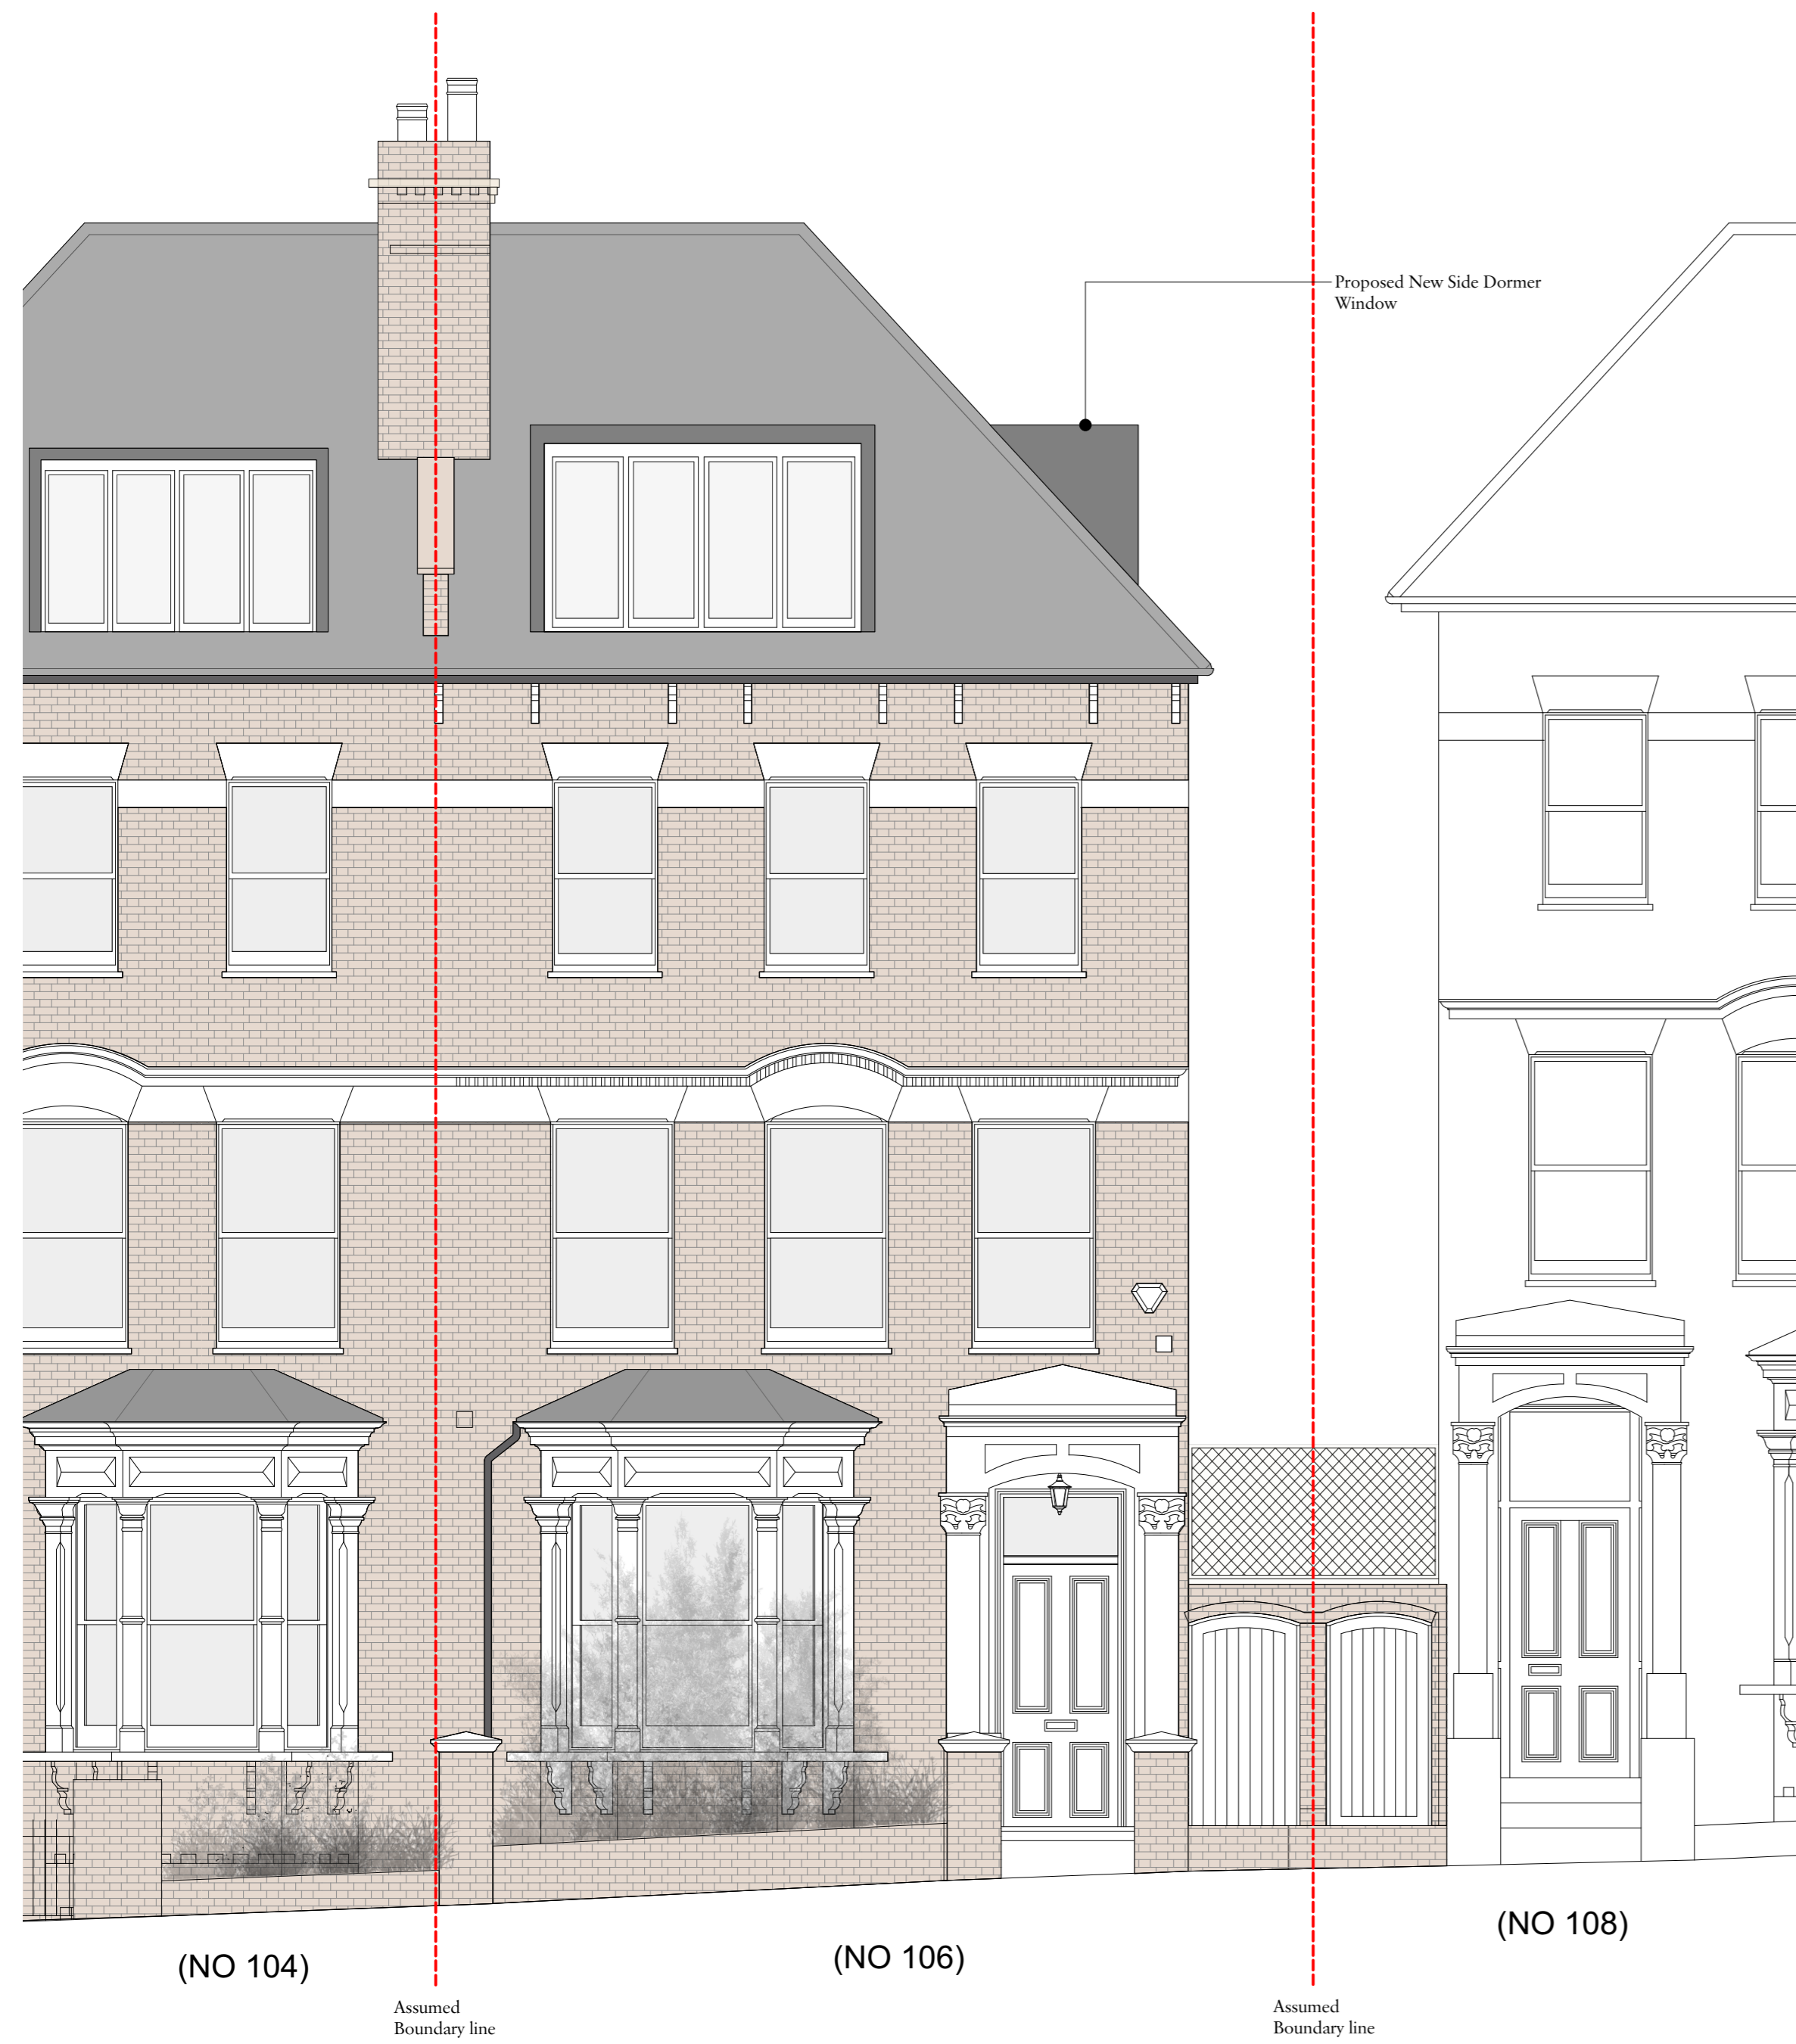 Proposed New Side Dormer
Window
(NO 104)
(NO 106)
(NO 108)
Assumed
Boundary line
Assumed
Boundary line